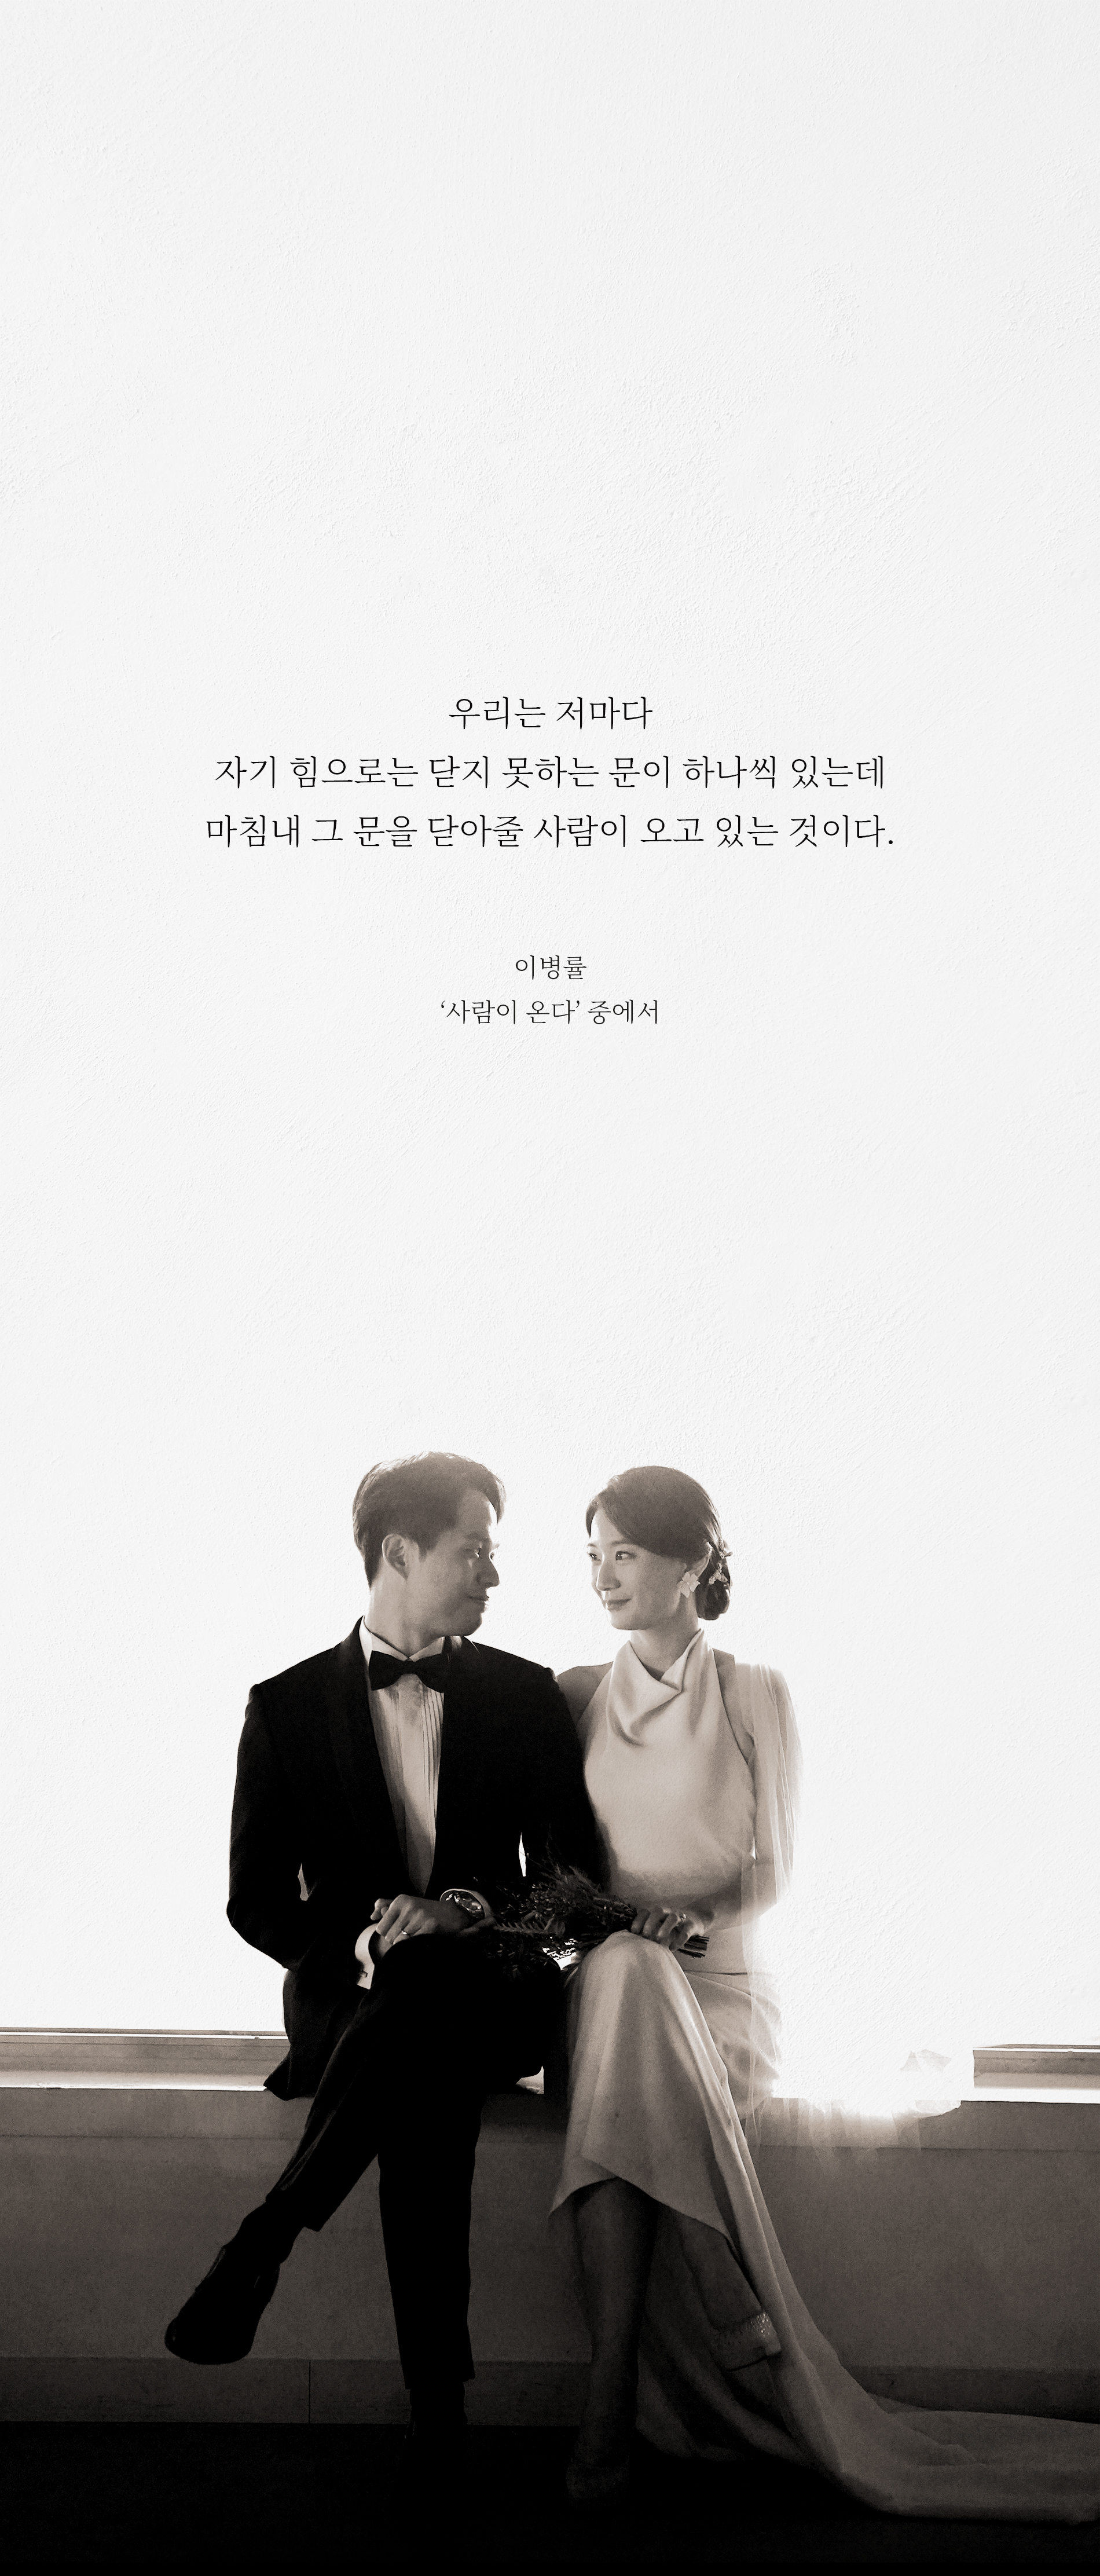 우리는 저마다
자기 힘으로는 닫지 못하는 문이 하나씩 있는데
마침내 그 문을 닫아줄 사람이 오고 있는 것이다.
이병률
‘사람이 온다’ 중에서